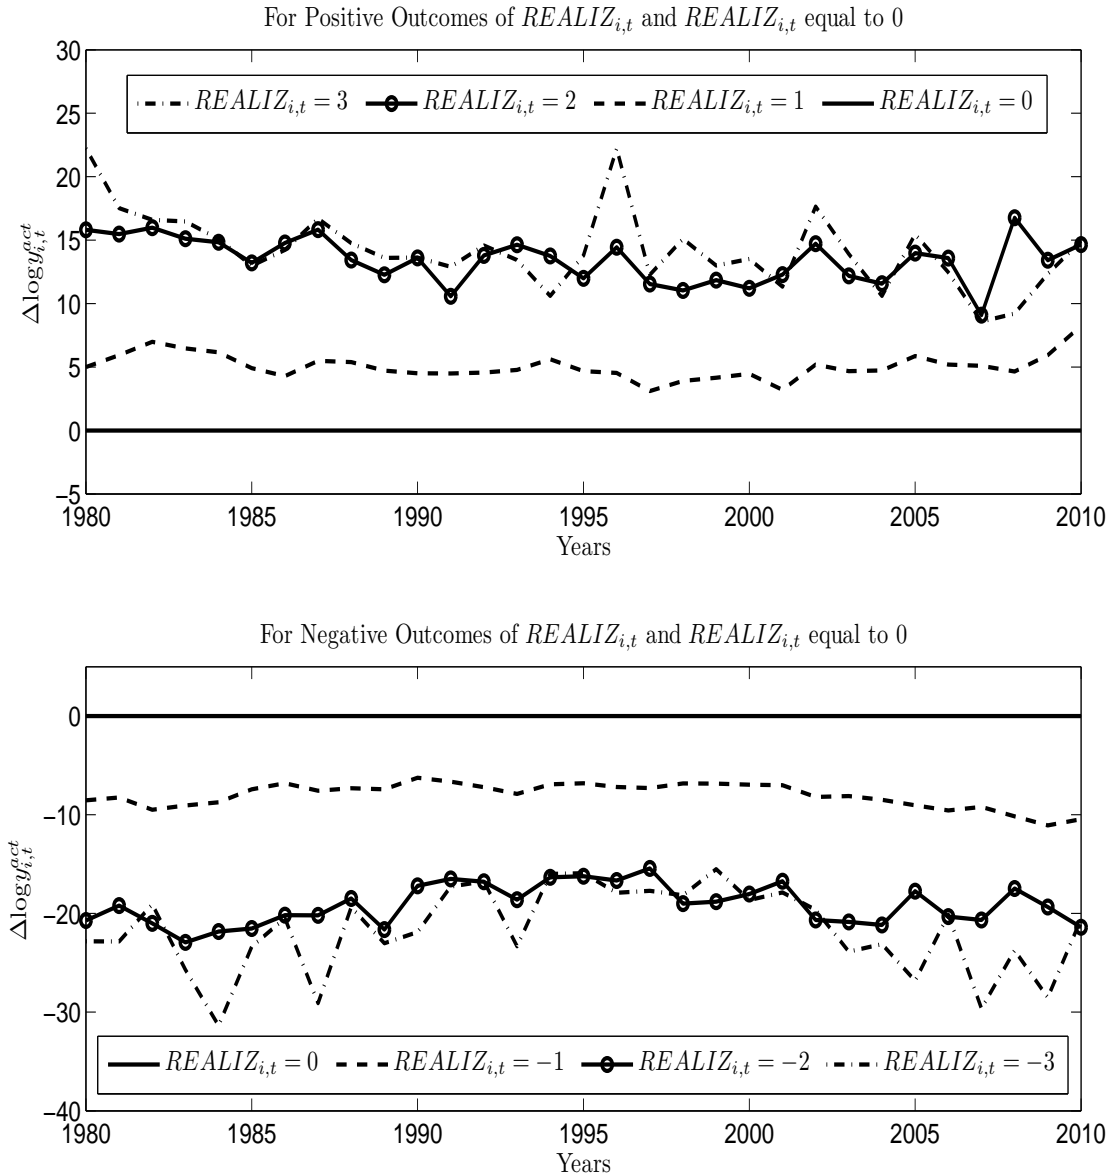 For Positive Outcomes of REALIZ_{i,t} and REALIZ_{i,t} equal to 0
30
25
20
15
10
5
0
−5
REALIZ_{i,t} = 3 REALIZ_{i,t} = 2 REALIZ_{i,t} = 1 REALIZ_{i,t} = 0
Δlogy_{i,t}^{act}
1980 1985 1990 1995 2000 2005 2010
Years
For Negative Outcomes of REALIZ_{i,t} and REALIZ_{i,t} equal to 0
0
−10
−20
−30
−40
Δlogy_{i,t}^{act}
REALIZ_{i,t} = 0 REALIZ_{i,t} = −1 REALIZ_{i,t} = −2 REALIZ_{i,t} = −3
1980 1985 1990 1995 2000 2005 2010
Years